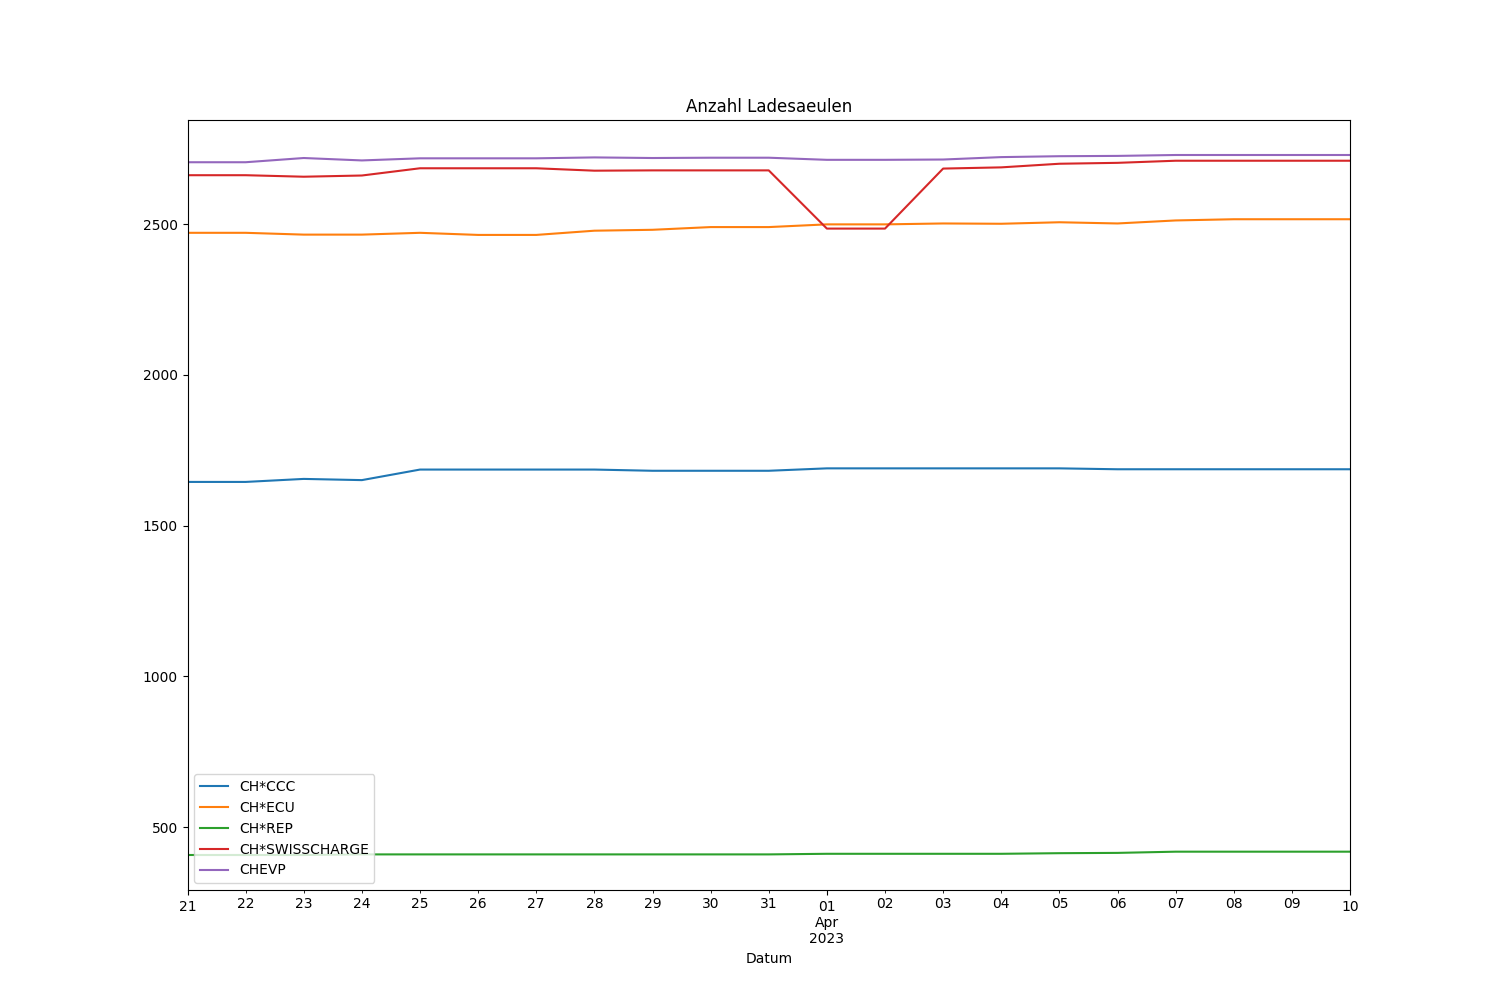 Anzahl Ladesaeulen
2500
2000
1500
1000
500
CH*CCC
CH*ECU
CH*REP
CH*SWISSCHARGE
CHEVP
21 22 23 24 25 26 27 28 29 30 31 01 02 03 04 05 06 07 08 09 10
Apr
2023
Datum